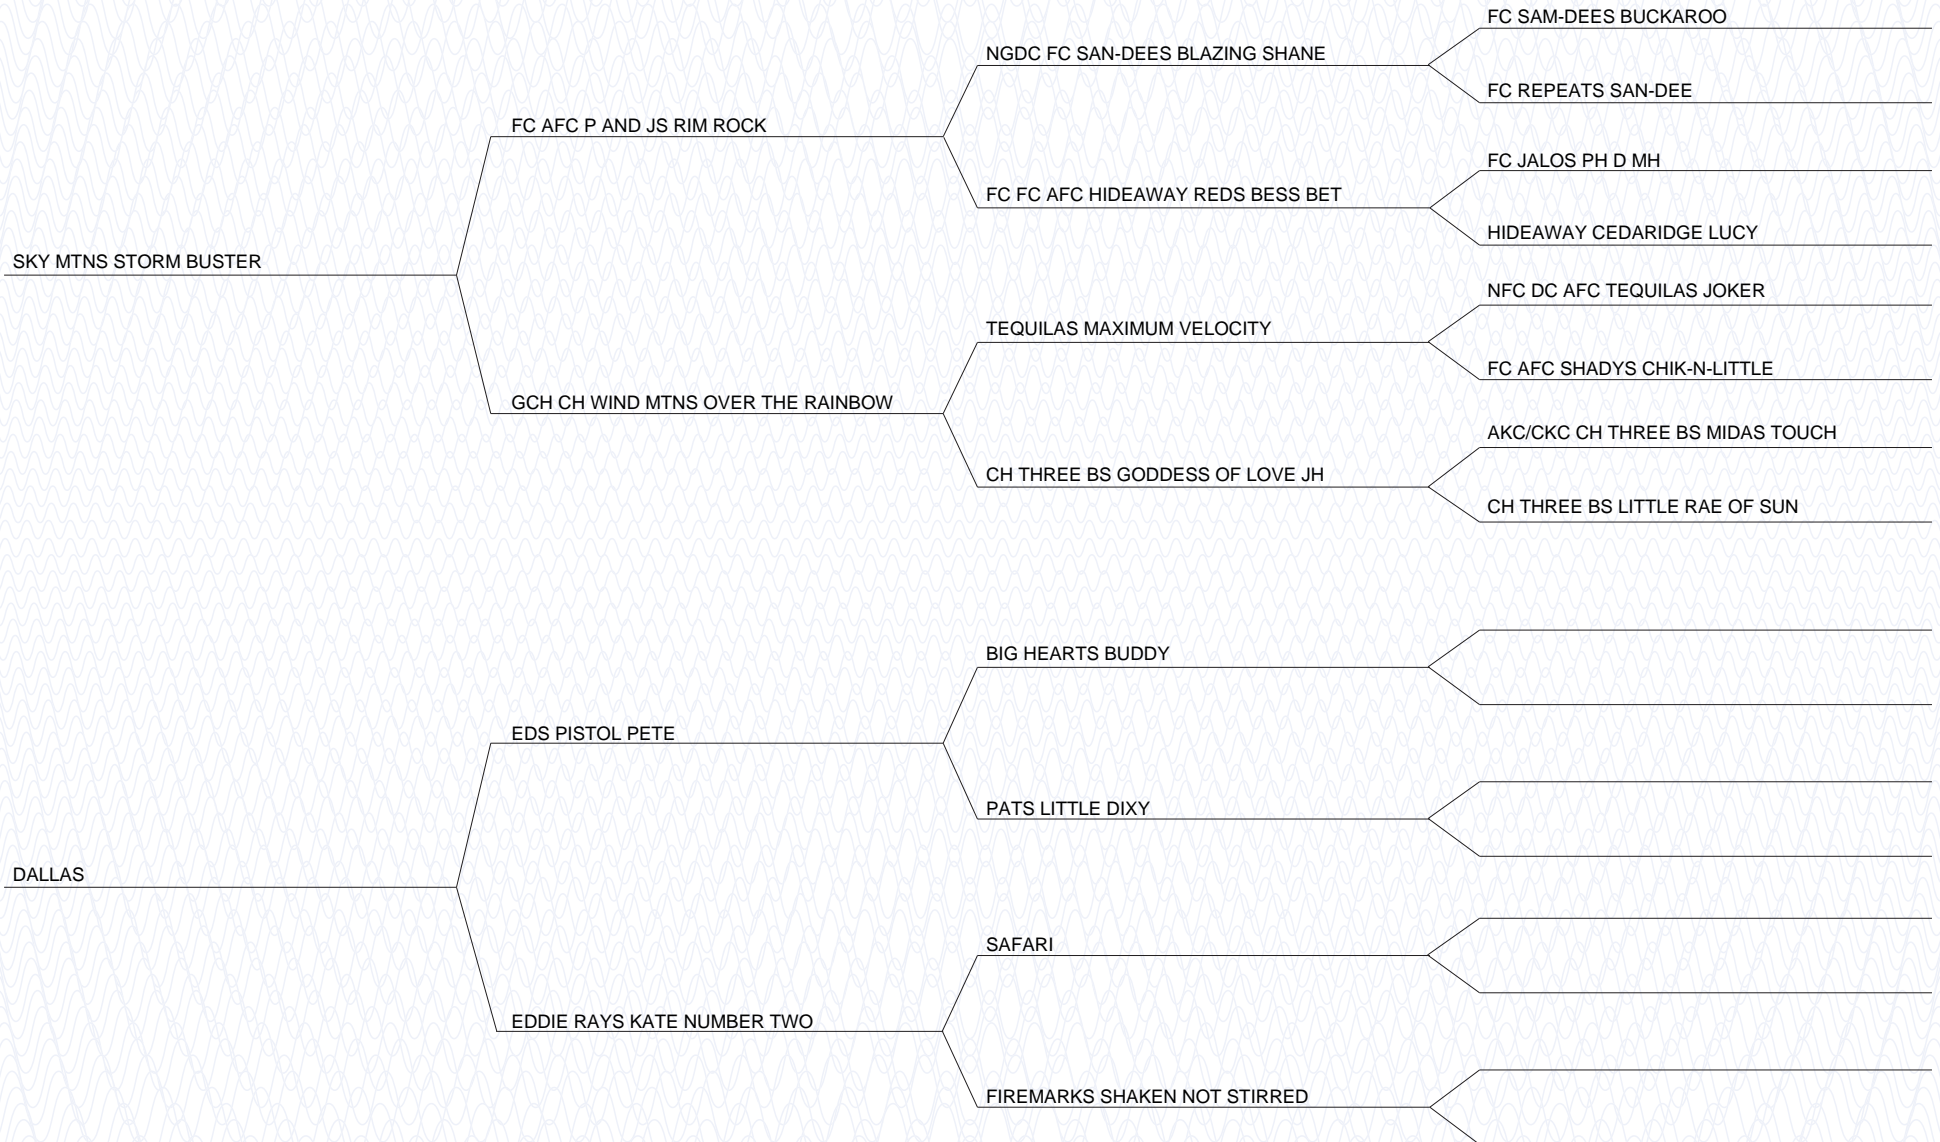 FC SAM-DEES BUCKAROO
NGDC FC SAN-DEES BLAZING SHANE
FC REPEATS SAN-DEE
FC AFC P AND JS RIM ROCK
FC JALOS PH D MH
FC FC AFC HIDEAWAY REDS BESS BET
HIDEAWAY CEDARIDGE LUCY
SKY MTNS STORM BUSTER
NFC DC AFC TEQUILAS JOKER
TEQUILAS MAXIMUM VELOCITY
FC AFC SHADYS CHIK-N-LITTLE
GCH CH WIND MTNS OVER THE RAINBOW
AKC/CKC CH THREE BS MIDAS TOUCH
CH THREE BS GODDESS OF LOVE JH
CH THREE BS LITTLE RAE OF SUN
BIG HEARTS BUDDY
EDS PISTOL PETE
PATS LITTLE DIXY
DALLAS
SAFARI
EDDIE RAYS KATE NUMBER TWO
FIREMARKS SHAKEN NOT STIRRED